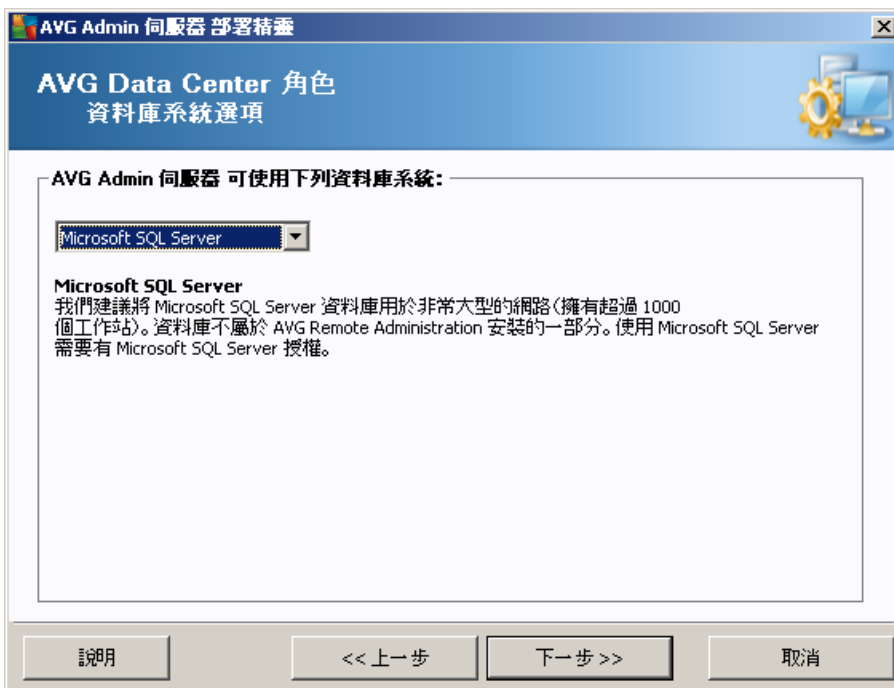 AVG Admin 伺服器 部署精靈
AVG Data Center 角色
資料庫系統選項
AVG Admin 伺服器 可使用下列資料庫系統:
Microsoft SQL Server
Microsoft SQL Server
我們建議將 Microsoft SQL Server 資料庫用於非常大型的網路(擁有超過 1000
個工作站)。資料庫不屬於 AVG Remote Administration 安裝的一部分。使用 Microsoft SQL Server
需要有 Microsoft SQL Server 授權。
說明
<< 上一步
下一步 >>
取消